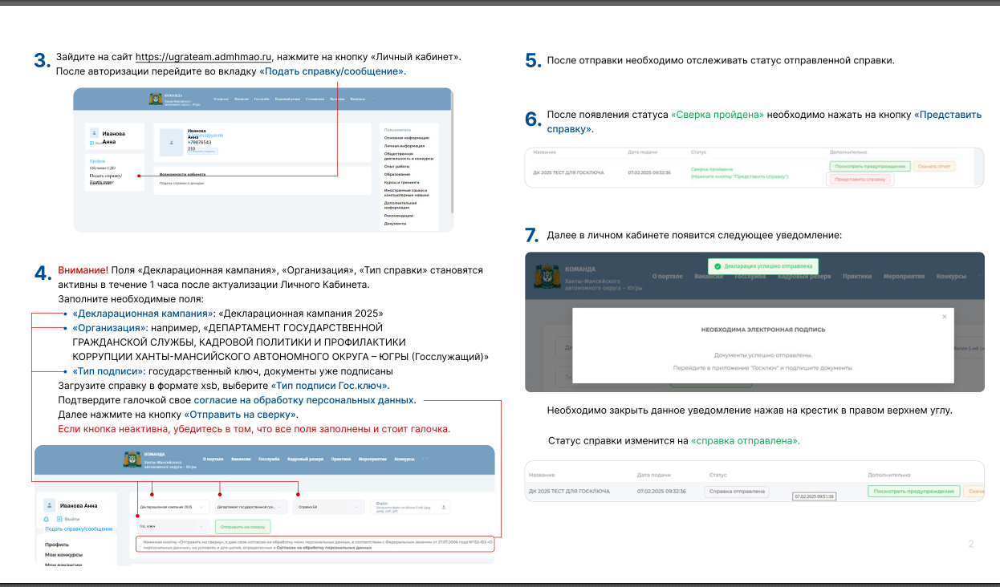 3. Зайдите на сайт https://ugrateam.admhmao.ru, нажмите на кнопку «Личный кабинет».
После авторизации перейдите во вкладку «Подать справку/сообщение».
КОМАНДА
Ханты-Мансийского
автономного округа – Югры
О портале Вакансии Госслужба Кадровый резерв Стажировка Практика Конкурсы
Иванова
Анна
Иванова
Анна
+79876543
210
Профиль
Обучение СДО
Подать справку/
Возможности кабинета
Подача справок о доходах
Пользователь
Основная информация
Личная информация
Общественная
деятельность и конкурсы
Опыт работы
Образование
Курсы и тренинги
Иностранные языки и
компьютерные навыки
Дополнительная
информация
Рекомендации
Документы
4. Внимание! Поля «Декларационная кампания», «Организация», «Тип справки» становятся
активны в течение 1 часа после актуализации Личного Кабинета.
Заполните необходимые поля:
• «Декларационная кампания»: «Декларационная кампания 2025»
• «Организация»: например, «ДЕПАРТАМЕНТ ГОСУДАРСТВЕННОЙ
ГРАЖДАНСКОЙ СЛУЖБЫ, КАДРОВОЙ ПОЛИТИКИ И ПРОФИЛАКТИКИ
КОРРУПЦИИ ХАНТЫ-МАНСИЙСКОГО АВТОНОМНОГО ОКРУГА – ЮГРЫ (Госслужащий)»
• «Тип подписи»: государственный ключ, документы уже подписаны
Загрузите справку в формате xsb, выберите «Тип подписи Гос.ключ».
Подтвердите галочкой свое согласие на обработку персональных данных.
Далее нажмите на кнопку «Отправить на сверку».
Если кнопка неактивна, убедитесь в том, что все поля заполнены и стоит галочка.
КОМАНДА
Ханты-Мансийского
автономного округа – Югры
О портале Вакансии Госслужба Кадровый резерв Практики Мероприятия Конкурсы
Иванова Анна
Выйти
Подать справку/сообщение
Профиль
Мои конкурсы
Мои вакансии
Декларационная кампания 2025
Департамент государственной гра...
Справка БК
Файл
Гос. ключ
Отправить на сверку
Нажимая кнопку «Отправить на сверку», я даю свое согласие на обработку моих персональных данных, в соответствии с Федеральным законом от 27.07.2006 года №152-ФЗ «О
персональных данных», на условиях и для целей, определенных в Согласии на обработку персональных данных
5. После отправки необходимо отслеживать статус отправленной справки.
6. После появления статуса «Сверка пройдена» необходимо нажать на кнопку «Представить
справку».
Название Дата подачи Статус Дополнительно
ДК 2025 ТЕСТ ДЛЯ ГОСКЛЮЧА 07.02.2025 09:32:36
Сверка пройдена
(Нажмите кнопку "Представить справку")
Посмотреть предупреждения Скачать отчет
Представить справку
7. Далее в личном кабинете появится следующее уведомление:
Декларация успешно отправлена
КОМАНДА
Ханты-Мансийского
автономного округа – Югры
О портале Вакансии Госслужба Кадровый резерв Практики Мероприятия Конкурсы
НЕОБХОДИМА ЭЛЕКТРОННАЯ ПОДПИСЬ
Документы успешно отправлены.
Перейдите в приложение "Госключ" и подпишите документы.
Необходимо закрыть данное уведомление нажав на крестик в правом верхнем углу.
Статус справки изменится на «справка отправлена».
Название Дата подачи Статус Дополнительно
ДК 2025 ТЕСТ ДЛЯ ГОСКЛЮЧА 07.02.2025 09:32:36 Справка отправлена 07.02.2025 09:51:38 Посмотреть предупреждения Скача
2